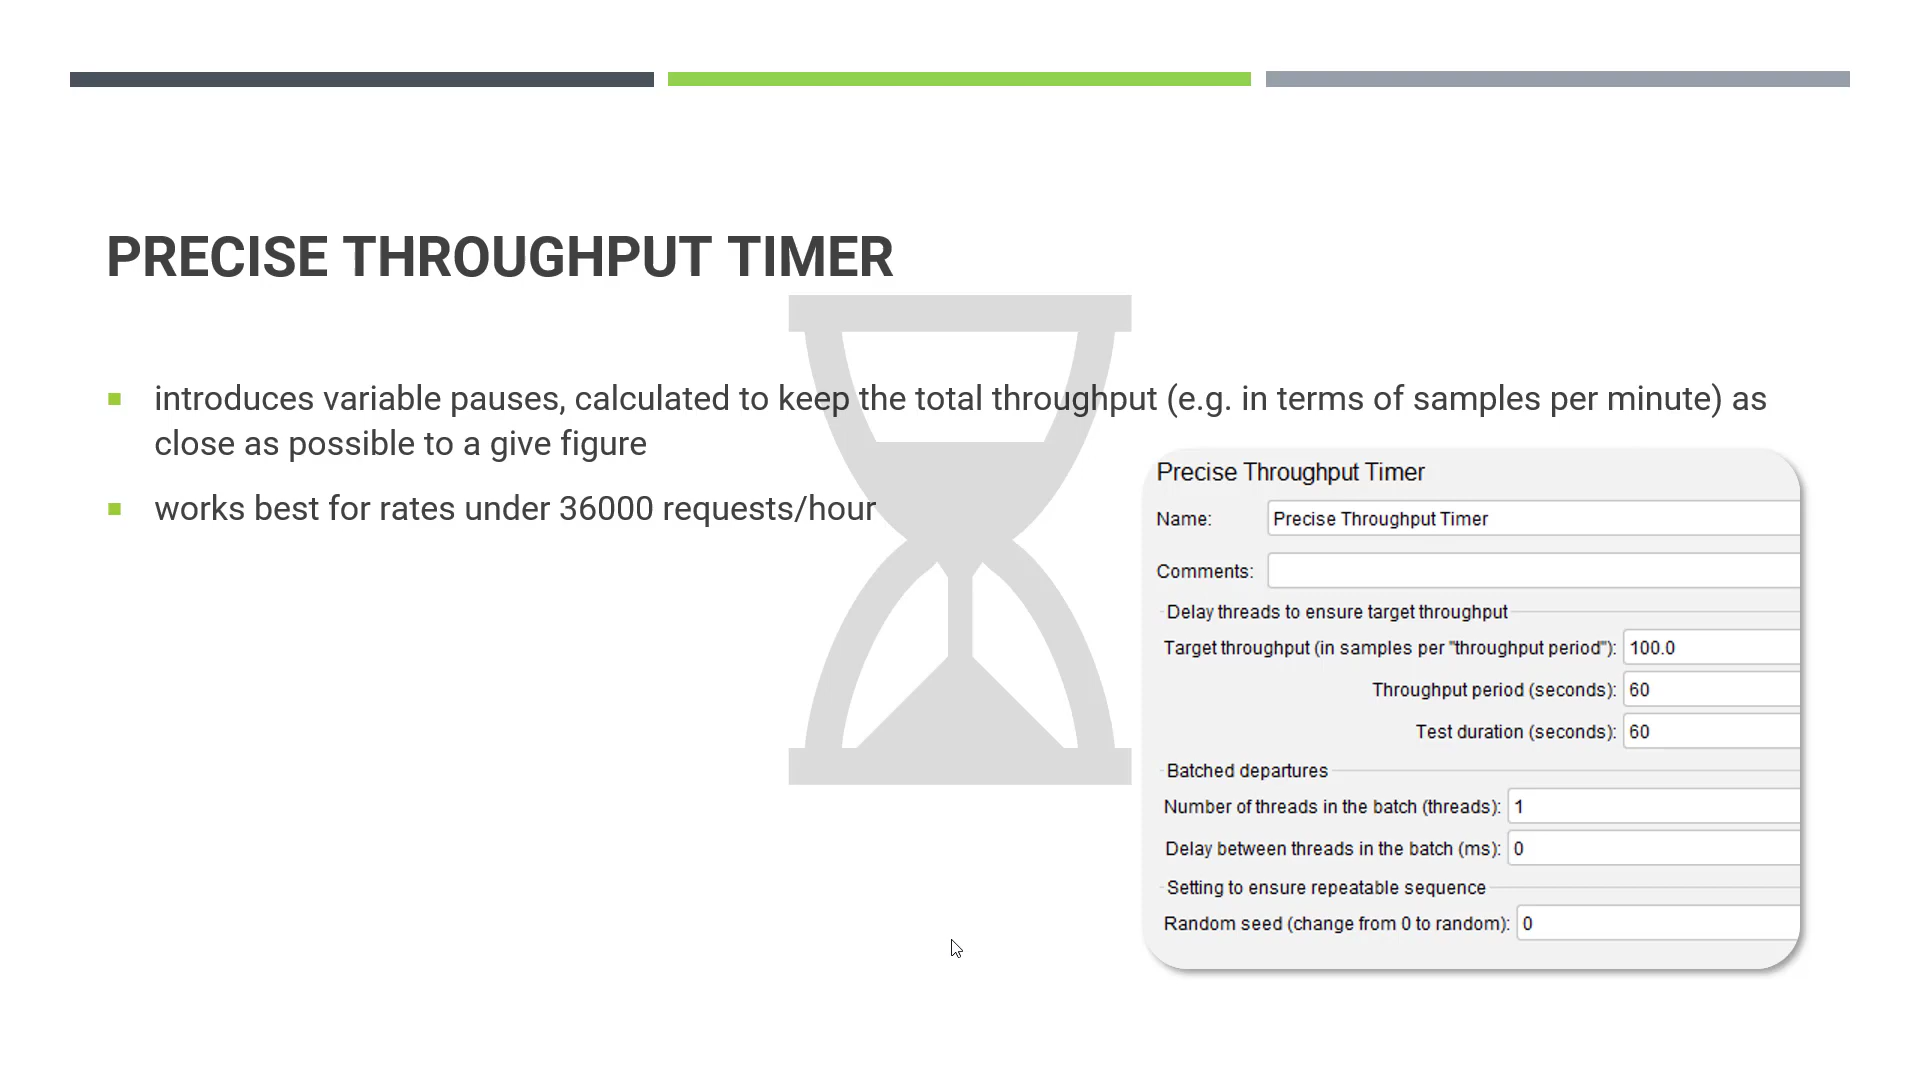 PRECISE THROUGHPUT TIMER
introduces variable pauses, calculated to keep the total throughput (e.g. in terms of samples per minute) as
close as possible to a give figure
works best for rates under 36000 requests/hour
Precise Throughput Timer
Name: Precise Throughput Timer
Comments:
Delay threads to ensure target throughput
Target throughput (in samples per "throughput period"): 100.0
Throughput period (seconds): 60
Test duration (seconds): 60
Batched departures
Number of threads in the batch (threads): 1
Delay between threads in the batch (ms): 0
Setting to ensure repeatable sequence
Random seed (change from 0 to random): 0